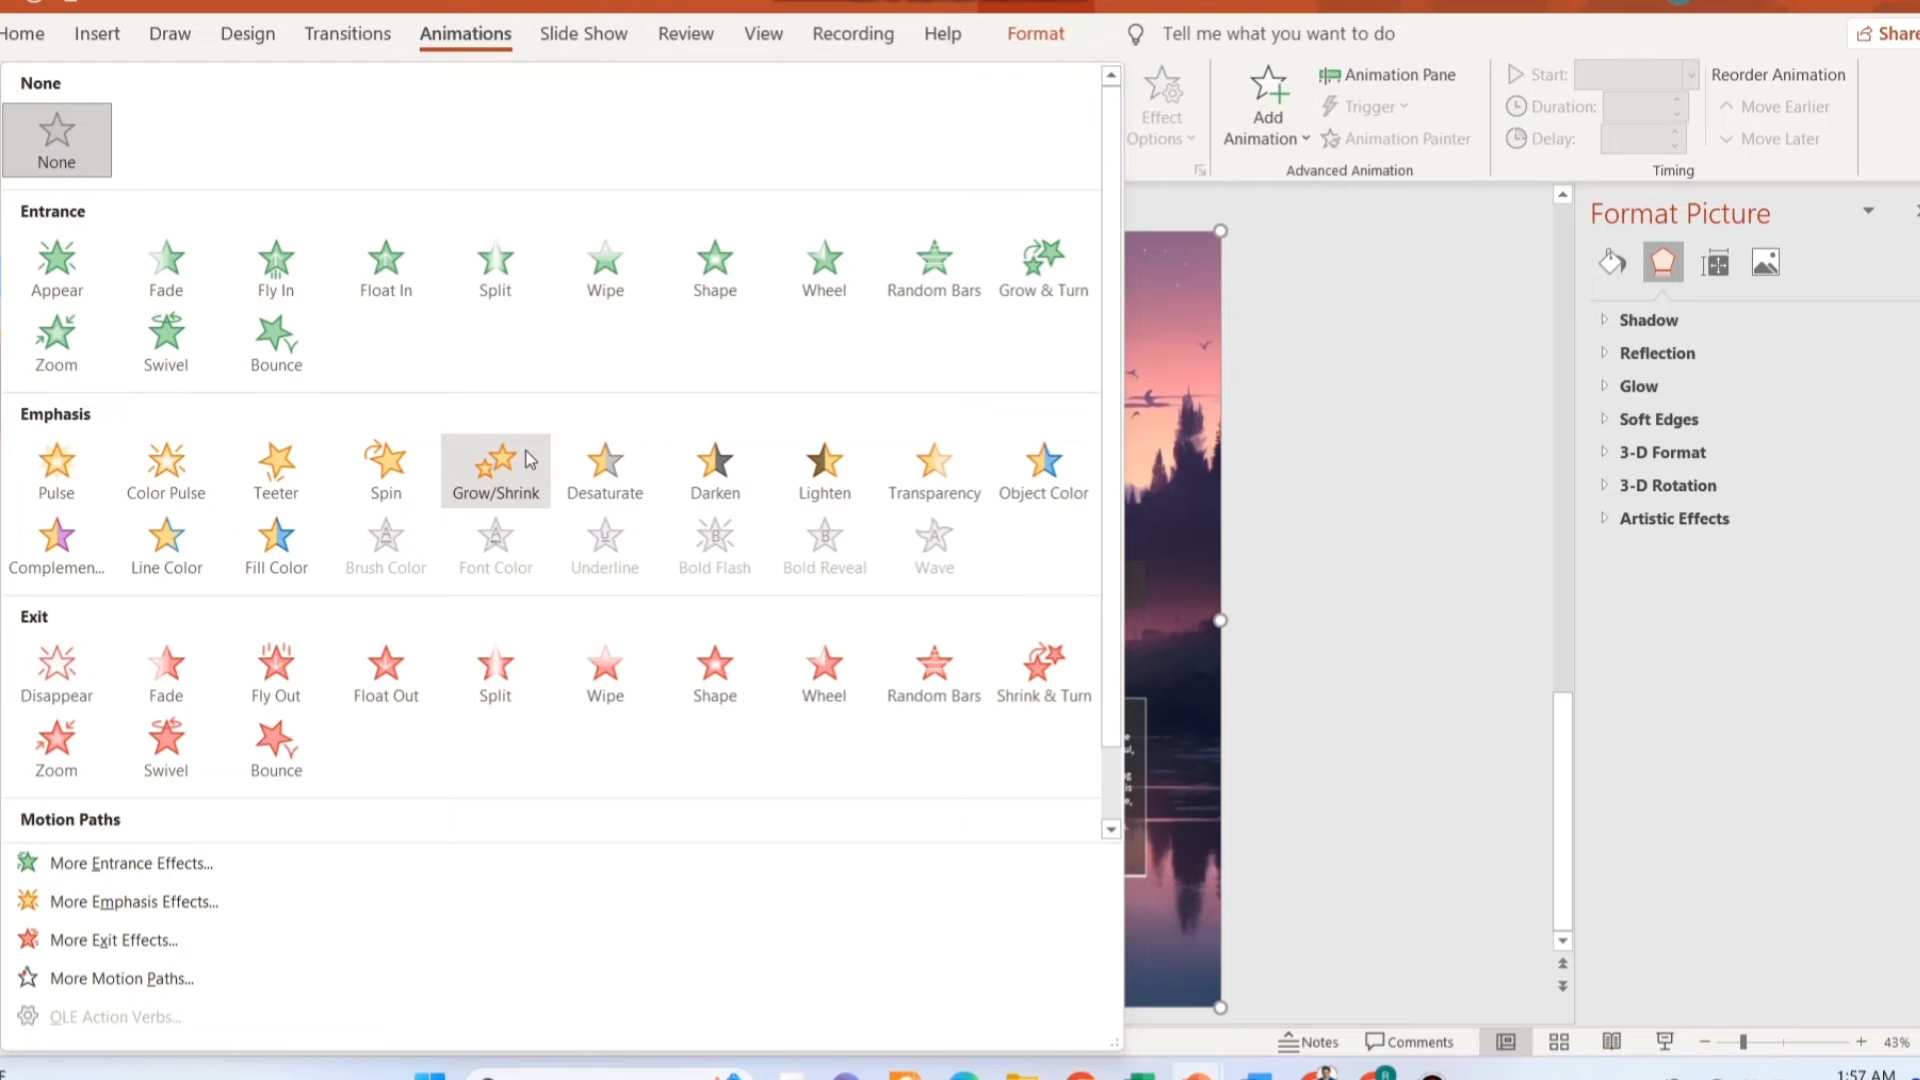 Home Insert Draw Design Transitions Animations Slide Show Review View Recording Help Format Tell me what you want to do Share
None
None
Entrance
Appear Fade Fly In Float In Split Wipe Shape Wheel Random Bars Grow & Turn
Zoom Swivel Bounce
Emphasis
Pulse Color Pulse Teeter Spin Grow/Shrink Desaturate Darken Lighten Transparency Object Color
Complemen... Line Color Fill Color Brush Color Font Color Underline Bold Flash Bold Reveal Wave
Exit
Disappear Fade Fly Out Float Out Split Wipe Shape Wheel Random Bars Shrink & Turn
Zoom Swivel Bounce
Motion Paths
More Entrance Effects...
More Emphasis Effects...
More Exit Effects...
More Motion Paths...
OLE Action Verbs...
Effect
Options
Add
Animation
Animation Pane
Trigger
Animation Painter
Advanced Animation
Start:
Duration:
Delay:
Reorder Animation
Move Earlier
Move Later
Timing
Format Picture
Shadow
Reflection
Glow
Soft Edges
3-D Format
3-D Rotation
Artistic Effects
Notes Comments 43%
1:57 AM